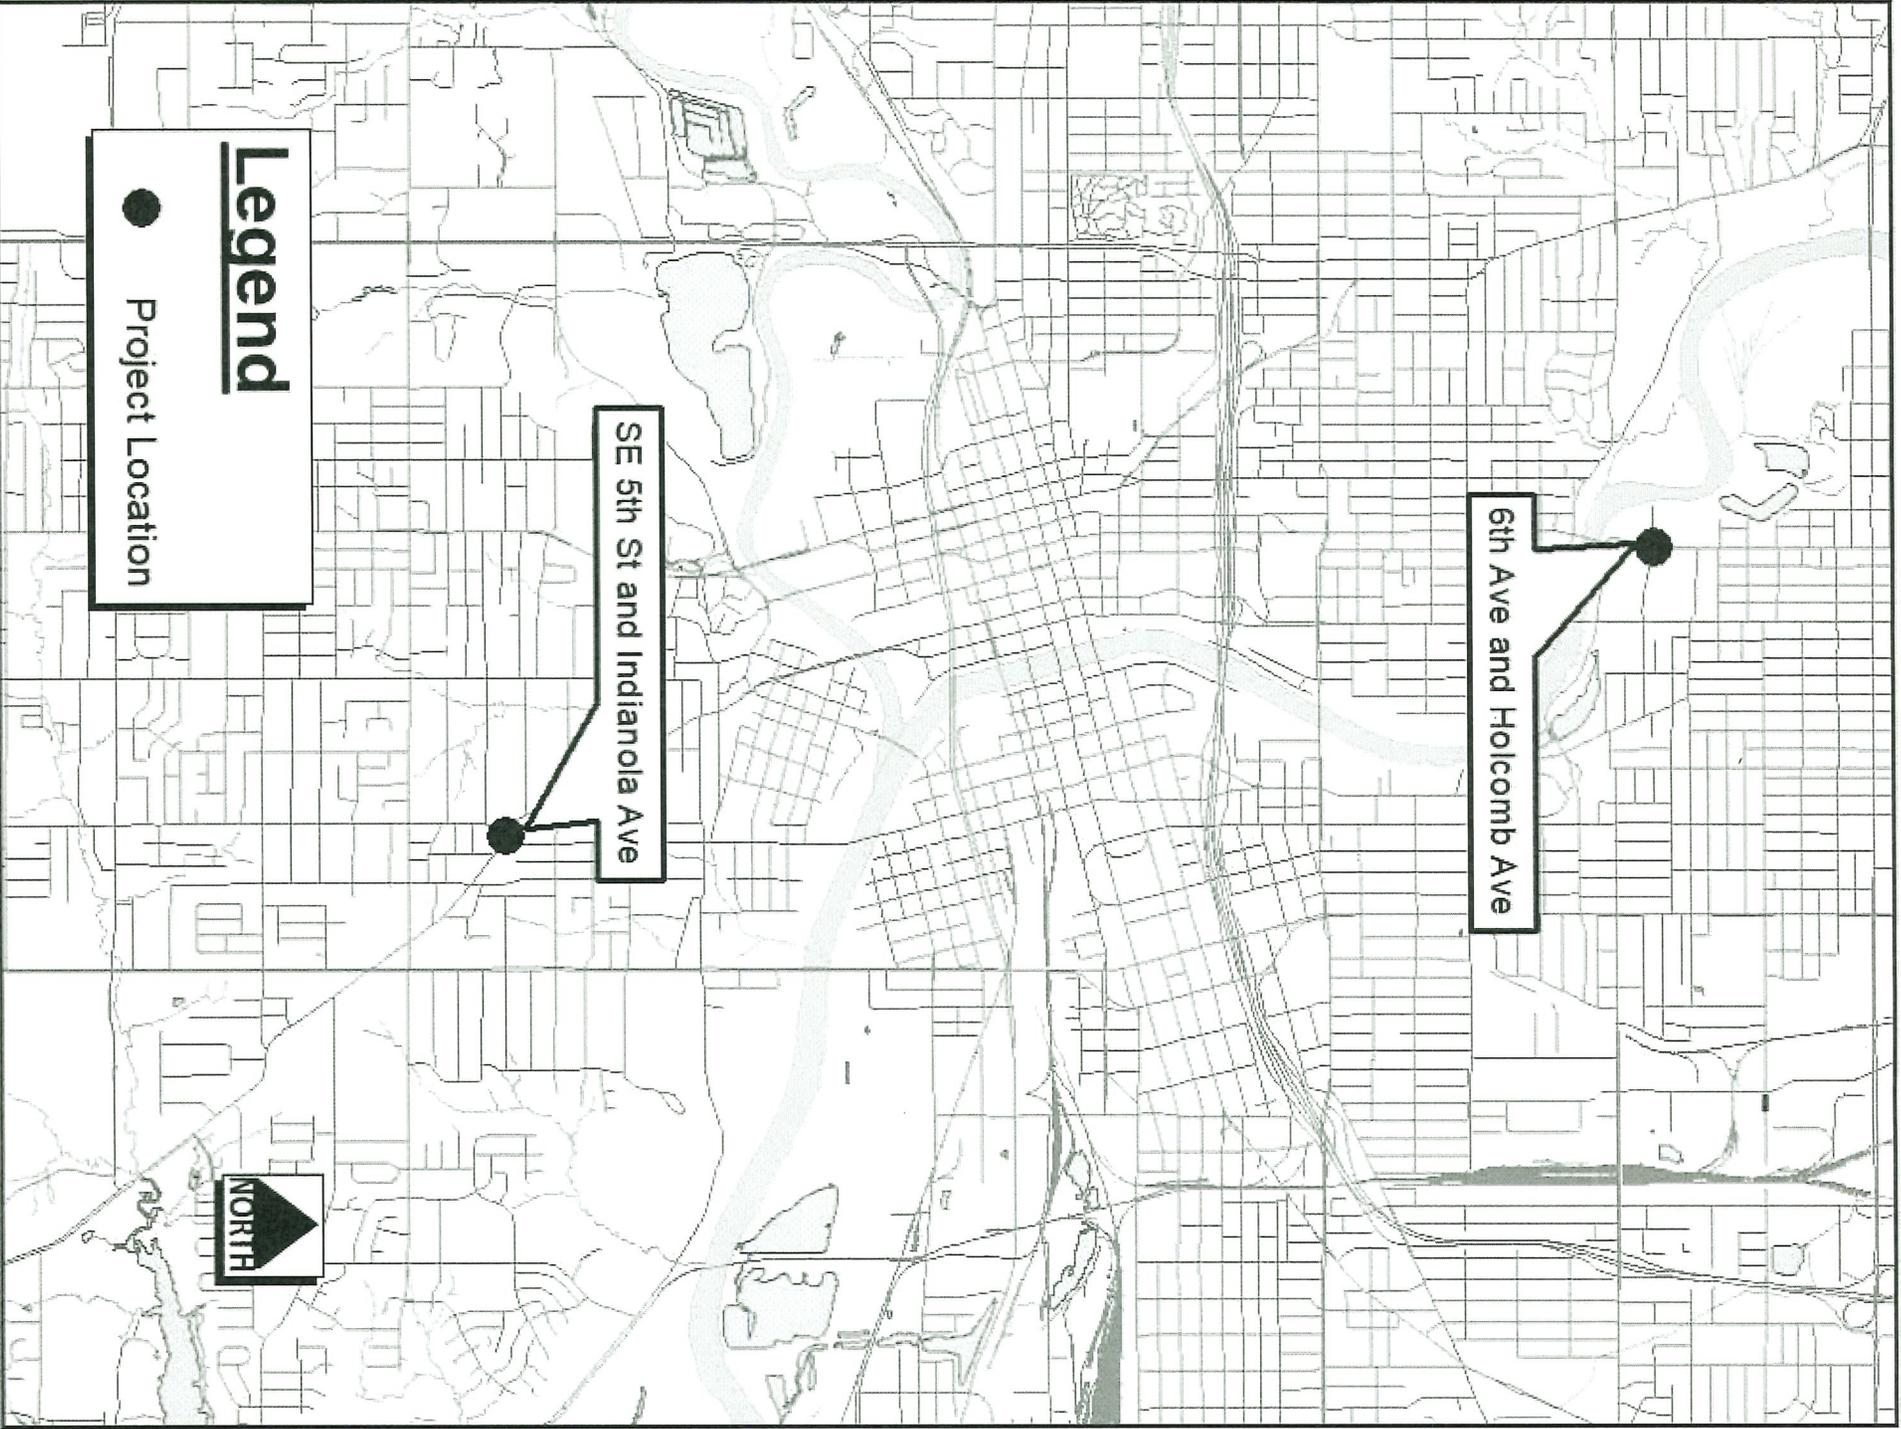 6th Ave and Holcomb Ave
SE 5th St and Indianola Ave
Legend
Project Location
NORTH